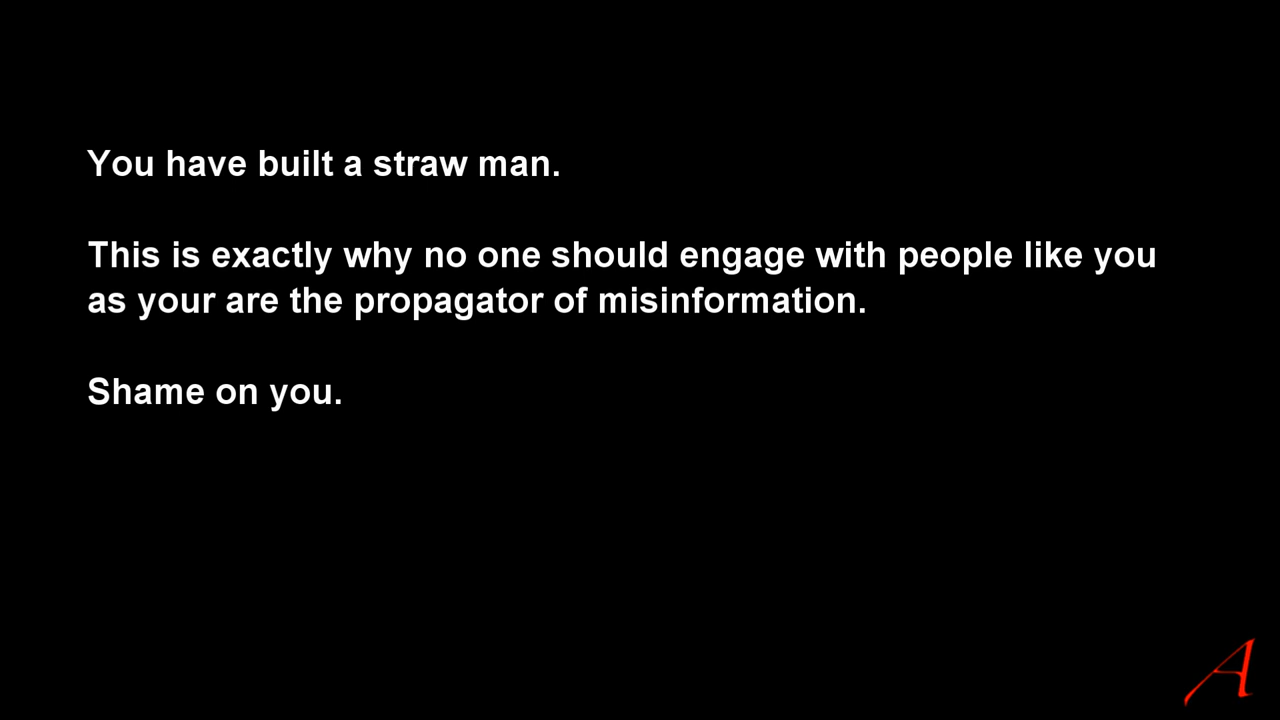 You have built a straw man.
This is exactly why no one should engage with people like you
as your are the propagator of misinformation.
Shame on you.
A